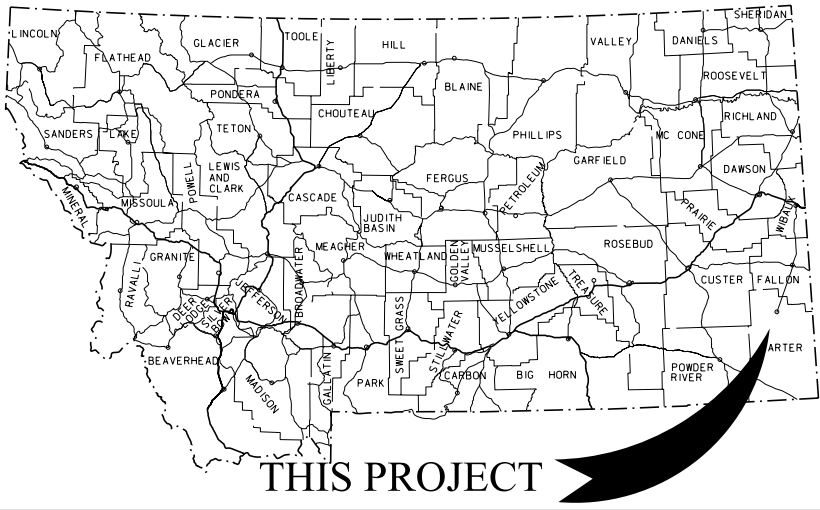 SHERIDAN
LINCOLN
GLACIER
TOOLE
LIBERTY
HILL
VALLEY
DANIELS
FLATHEAD
ROOSEVELT
PONDERA
BLAINE
CHOUTEAU
RICHLAND
SANDERS
LAKE
TETON
PHILLIPS
MC CONE
GARFIELD
DAWSON
POWELL
LEWIS
AND
CLARK
FERGUS
PETROLEUM
MINERAL
MISSOULA
CASCADE
JUDITH
BASIN
PRAIRIE
WIBAUX
MEAGHER
WHEATLAND
GOLDEN
VALLEY
MUSSELSHELL
ROSEBUD
GRANITE
RAVALLI
BROADWATER
CUSTER
FALLON
DEER
LODGE
SILVER
BOW
JEFFERSON
YELLOWSTONE
TREASURE
SWEET GRASS
STILLWATER
BEAVERHEAD
MADISON
GALLATIN
PARK
CARBON
BIG HORN
POWDER
RIVER
ARTER
THIS PROJECT